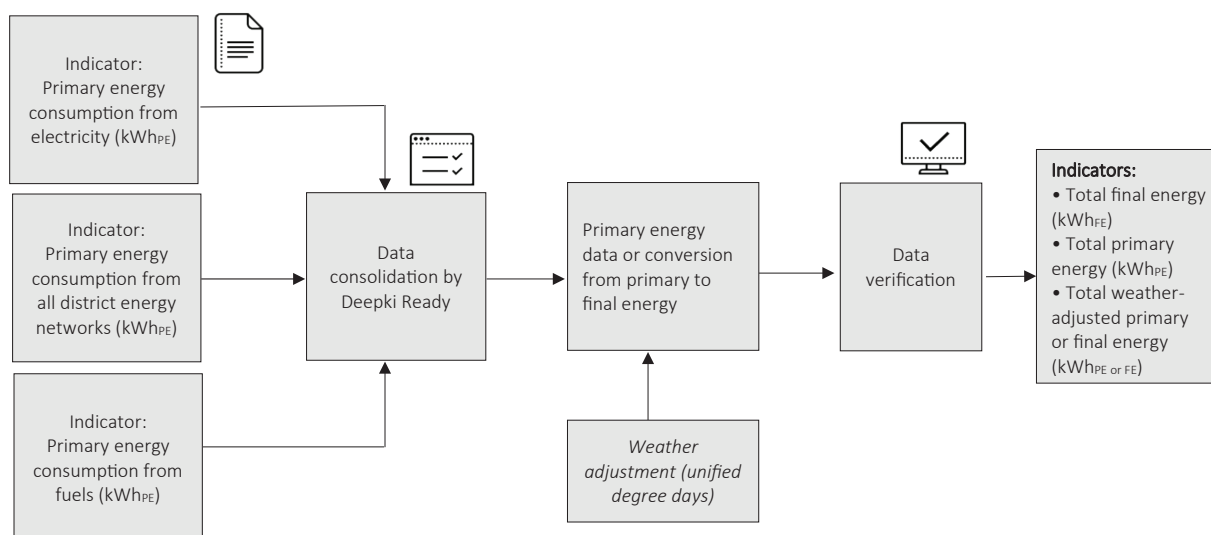 Indicator:
Primary energy
consumption from
electricity (kWhPE)
Indicator:
Primary energy
consumption from
all district energy
networks (kWhPE)
Indicator:
Primary energy
consumption from
fuels (kWhPE)
Data
consolidation by
Deepki Ready
Primary energy
data or conversion
from primary to
final energy
Weather
adjustment (unified
degree days)
Data
verification
Indicators:
• Total final energy
(kWhFE)
• Total primary
energy (kWhPE)
• Total weather-
adjusted primary
or final energy
(kWhPE or FE)